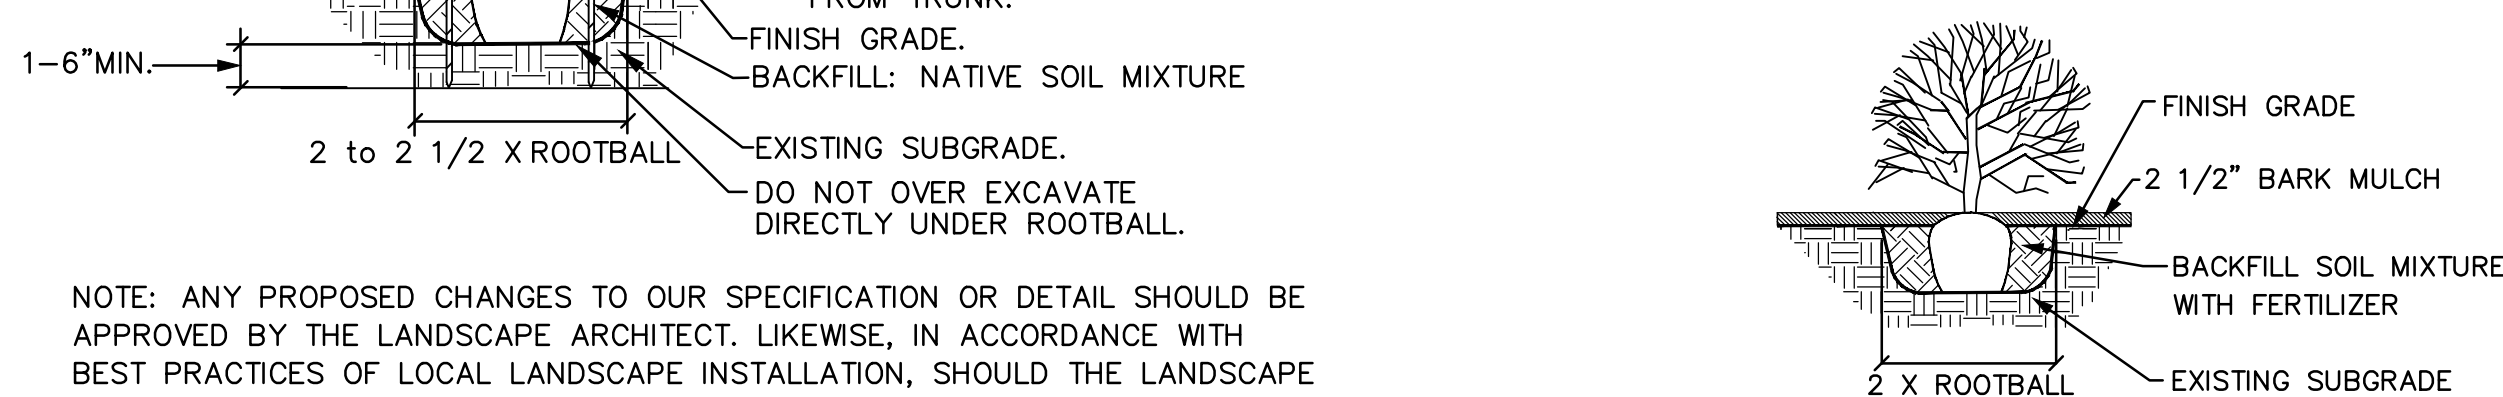 FROM TRUNK.
FINISH GRADE.
1-6"MIN.
BACKFILL: NATIVE SOIL MIXTURE
EXISTING SUBGRADE.
2 to 2 1/2 X ROOTBALL
DO NOT OVER EXCAVATE
DIRECTLY UNDER ROOTBALL.
NOTE: ANY PROPOSED CHANGES TO OUR SPECIFICATION OR DETAIL SHOULD BE
APPROVED BY THE LANDSCAPE ARCHITECT. LIKEWISE, IN ACCORDANCE WITH
BEST PRACTICES OF LOCAL LANDSCAPE INSTALLATION, SHOULD THE LANDSCAPE
FINISH GRADE
2 1/2" BARK MULCH
BACKFILL SOIL MIXTURE
WITH FERTILIZER
EXISTING SUBGRADE
2 X ROOTBALL